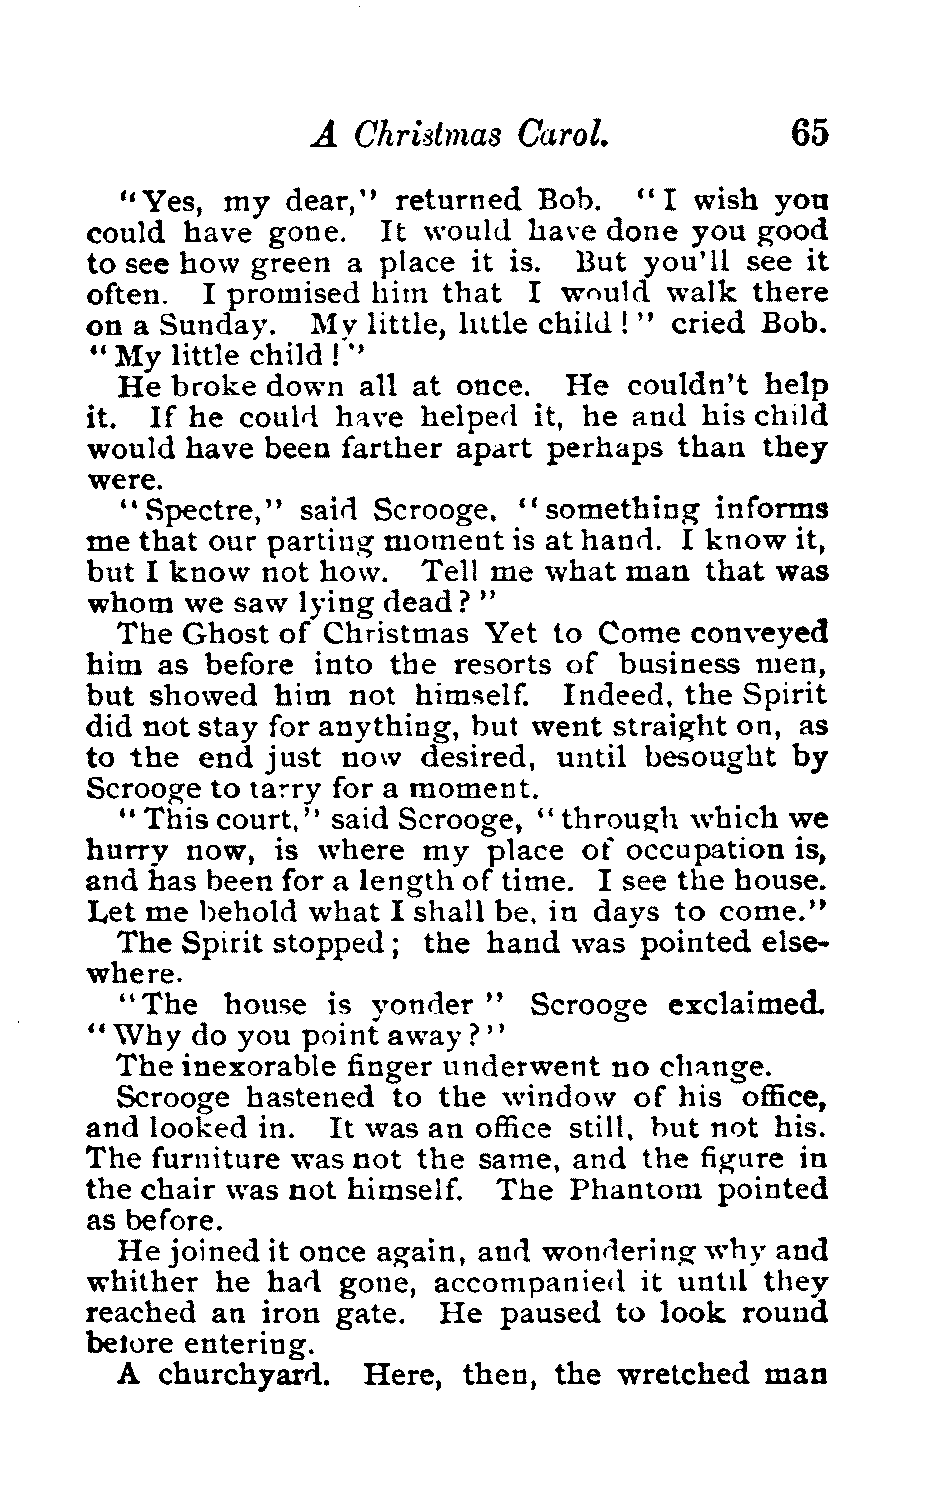 A Christmas Carol. 65
"Yes, my dear," returned Bob. "I wish you
could have gone. It would have done you good
to see how green a place it is. But you'll see it
often. I promised him that I would walk there
on a Sunday. My little, little child!" cried Bob.
"My little child!"
He broke down all at once. He couldn't help
it. If he could have helped it, he and his child
would have been farther apart perhaps than they
were.
"Spectre," said Scrooge, "something informs
me that our parting moment is at hand. I know it,
but I know not how. Tell me what man that was
whom we saw lying dead?"
The Ghost of Christmas Yet to Come conveyed
him as before into the resorts of business men,
but showed him not himself. Indeed, the Spirit
did not stay for anything, but went straight on, as
to the end just now desired, until besought by
Scrooge to tarry for a moment.
"This court," said Scrooge, "through which we
hurry now, is where my place of occupation is,
and has been for a length of time. I see the house.
Let me behold what I shall be, in days to come."
The Spirit stopped; the hand was pointed else-
where.
"The house is yonder" Scrooge exclaimed.
"Why do you point away?"
The inexorable finger underwent no change.
Scrooge hastened to the window of his office,
and looked in. It was an office still, but not his.
The furniture was not the same, and the figure in
the chair was not himself. The Phantom pointed
as before.
He joined it once again, and wondering why and
whither he had gone, accompanied it until they
reached an iron gate. He paused to look round
before entering.
A churchyard. Here, then, the wretched man